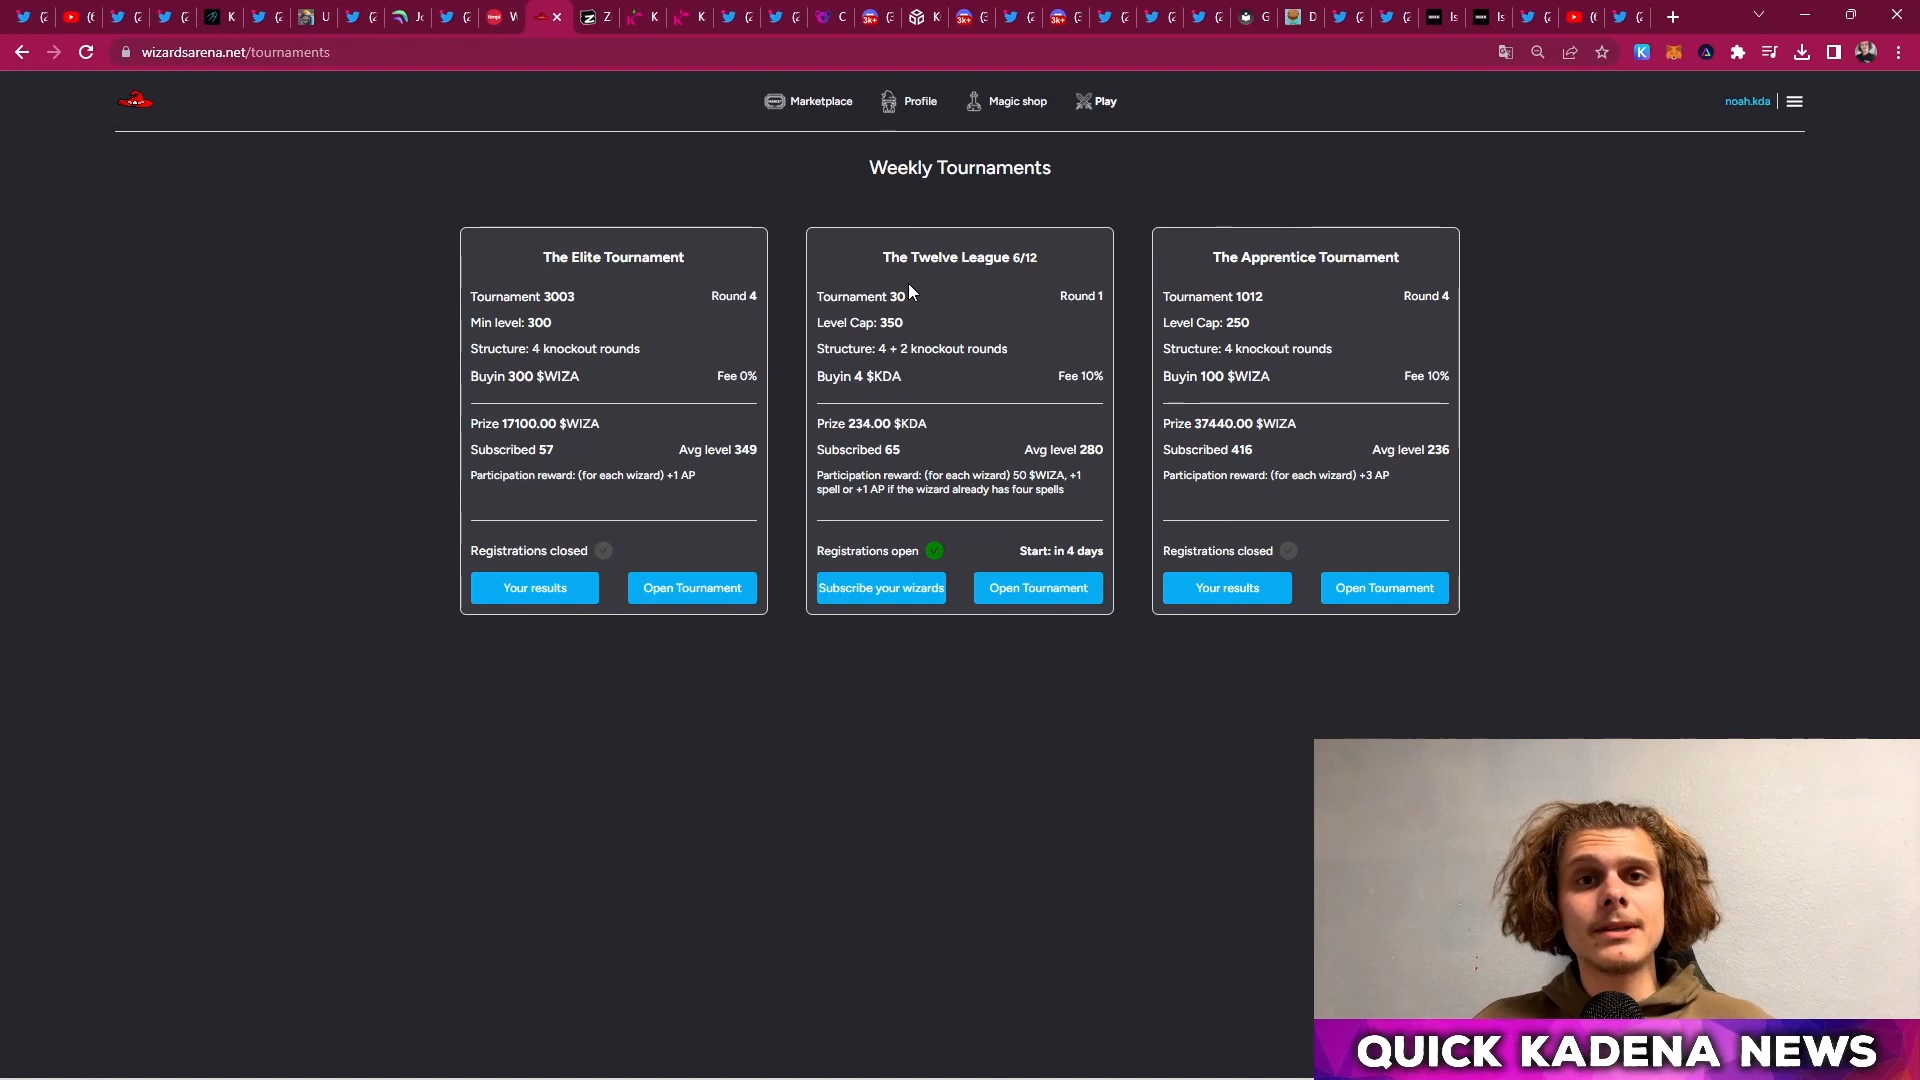 wizardsarena.net/tournaments
Marketplace
Profile
Magic shop
Play
noah.kda
Weekly Tournaments
The Elite Tournament
Tournament 3003
Round 4
Min level: 300
Structure: 4 knockout rounds
Buyin 300 $WIZA
Fee 0%
Prize 17100.00 $WIZA
Subscribed 57
Avg level 349
Participation reward: (for each wizard) +1 AP
Registrations closed
Your results
Open Tournament
The Twelve League 6/12
Tournament 30
Round 1
Level Cap: 350
Structure: 4 + 2 knockout rounds
Buyin 4 $KDA
Fee 10%
Prize 234.00 $KDA
Subscribed 65
Avg level 280
Participation reward: (for each wizard) 50 $WIZA, +1
spell or +1 AP if the wizard already has four spells
Registrations open
Start: in 4 days
Subscribe your wizards
Open Tournament
The Apprentice Tournament
Tournament 1012
Round 4
Level Cap: 250
Structure: 4 knockout rounds
Buyin 100 $WIZA
Fee 10%
Prize 37440.00 $WIZA
Subscribed 416
Avg level 236
Participation reward: (for each wizard) +3 AP
Registrations closed
Your results
Open Tournament
QUICK KADENA NEWS